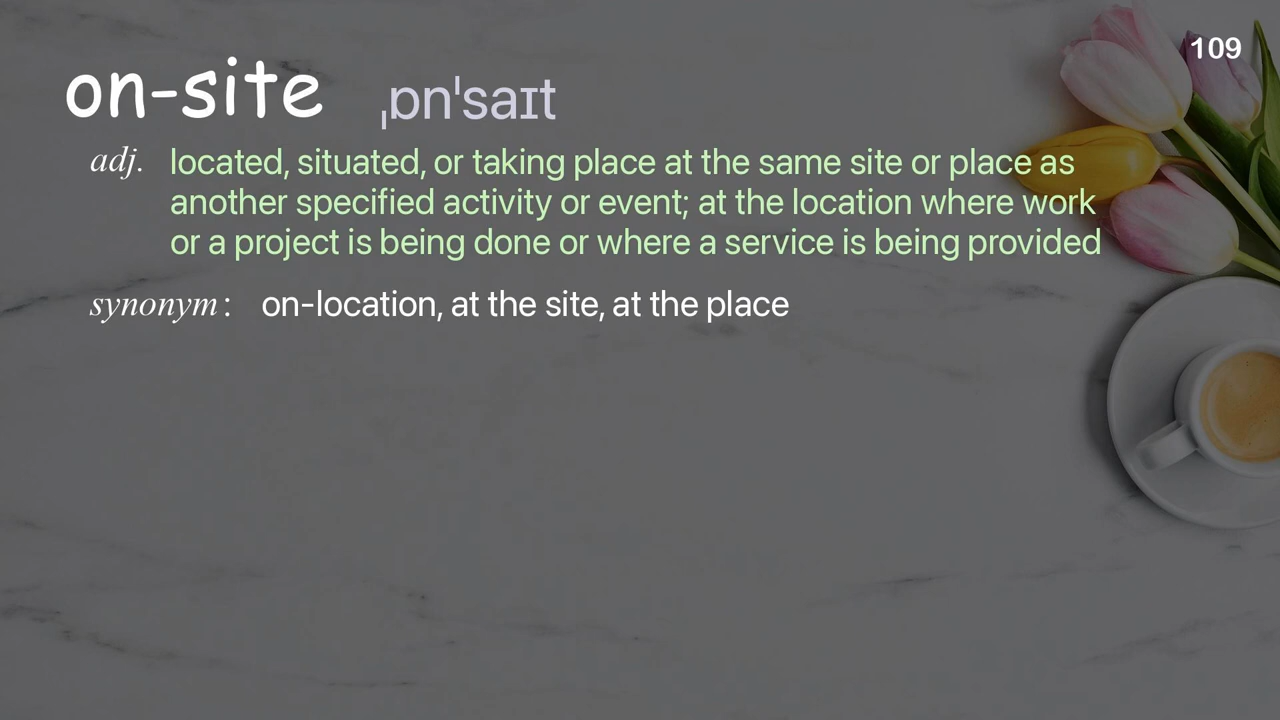 109
on-site ˌɒnˈsaɪt
adj. located, situated, or taking place at the same site or place as
another specified activity or event; at the location where work
or a project is being done or where a service is being provided
synonym: on-location, at the site, at the place